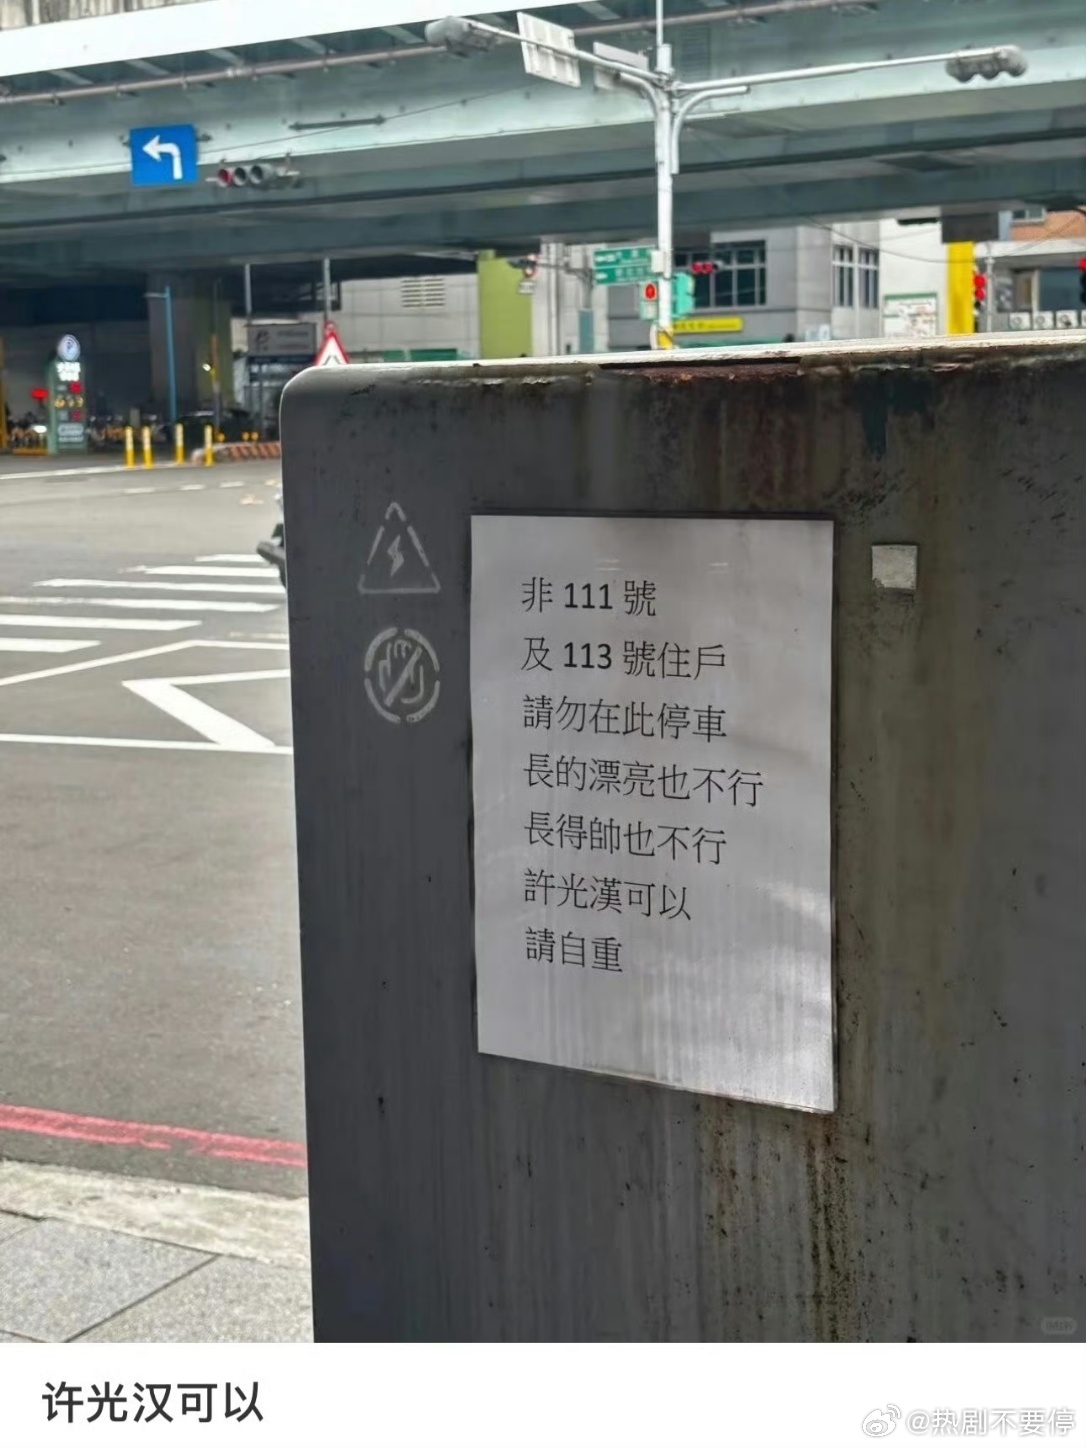 非 111 號
及 113 號住戶
請勿在此停車
長的漂亮也不行
長得帥也不行
許光漢可以
請自重
许光汉可以
@热剧不要停